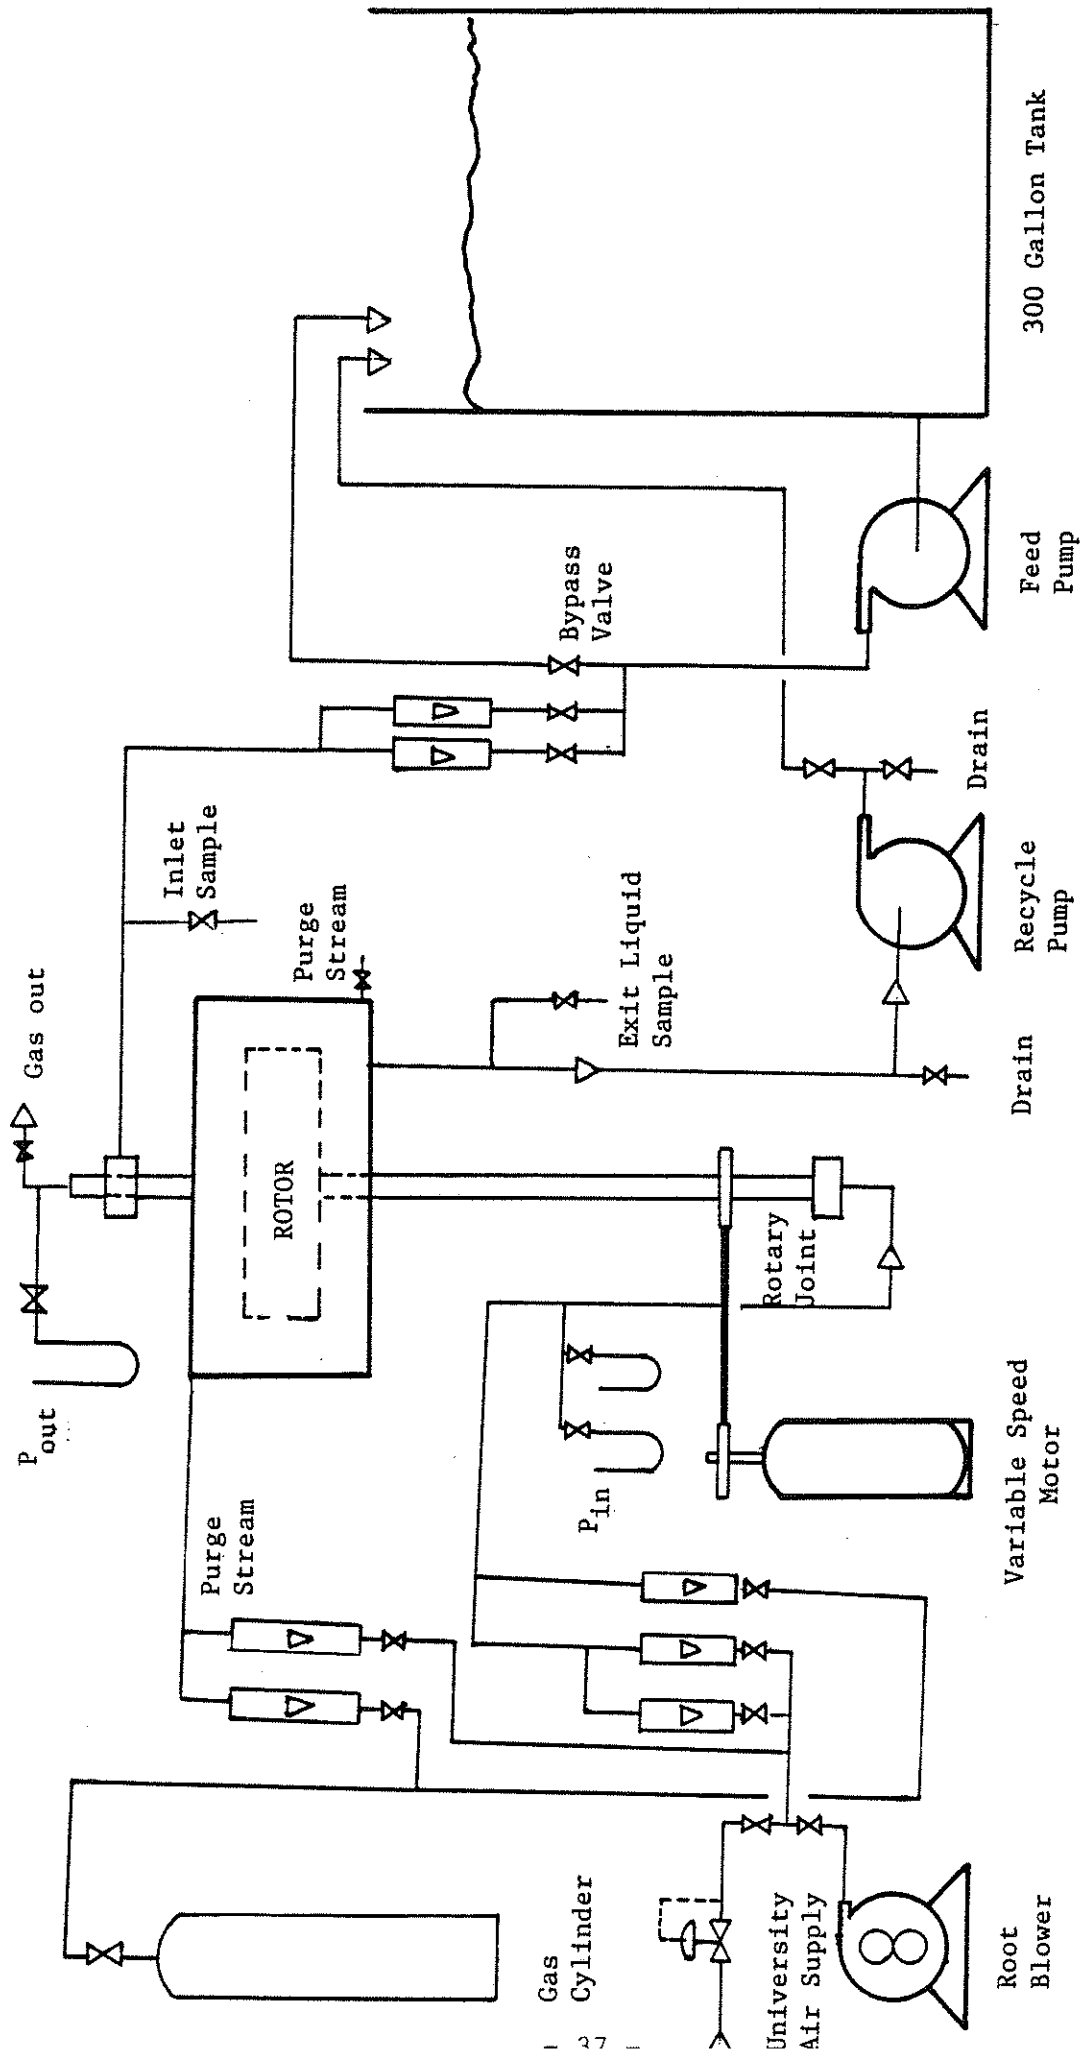 P
out
Gas out
Inlet
Sample
Purge
Stream
ROTOR
Purge
Stream
Exit Liquid
Sample
Bypass
Valve
P
in
Rotary
Joint
Gas
Cylinder
University
Air Supply
Root
Blower
Variable Speed
Motor
Drain
Recycle
Pump
Drain
Feed
Pump
300 Gallon Tank
- 37 -